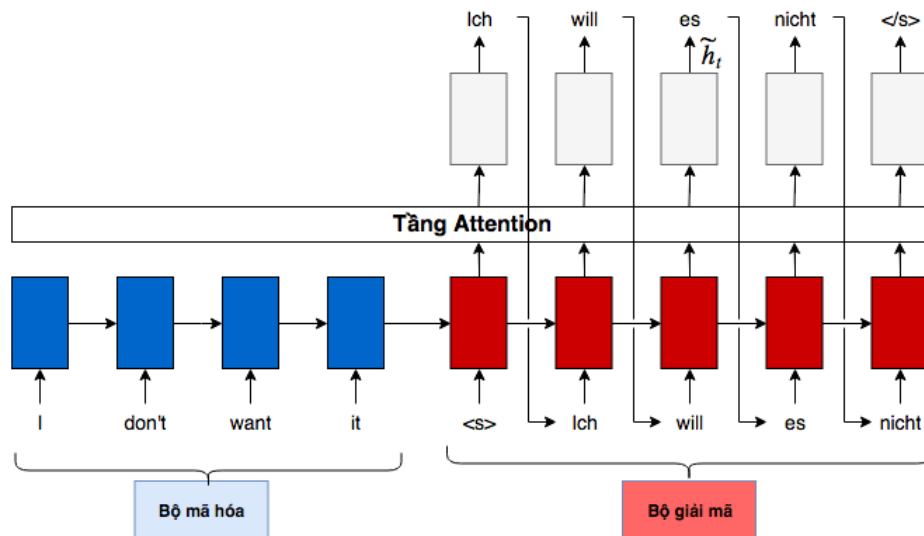 Ich will es nicht </s>
h̃ₜ
Tầng Attention
I don't want it <s> Ich will es nicht
Bộ mã hóa Bộ giải mã